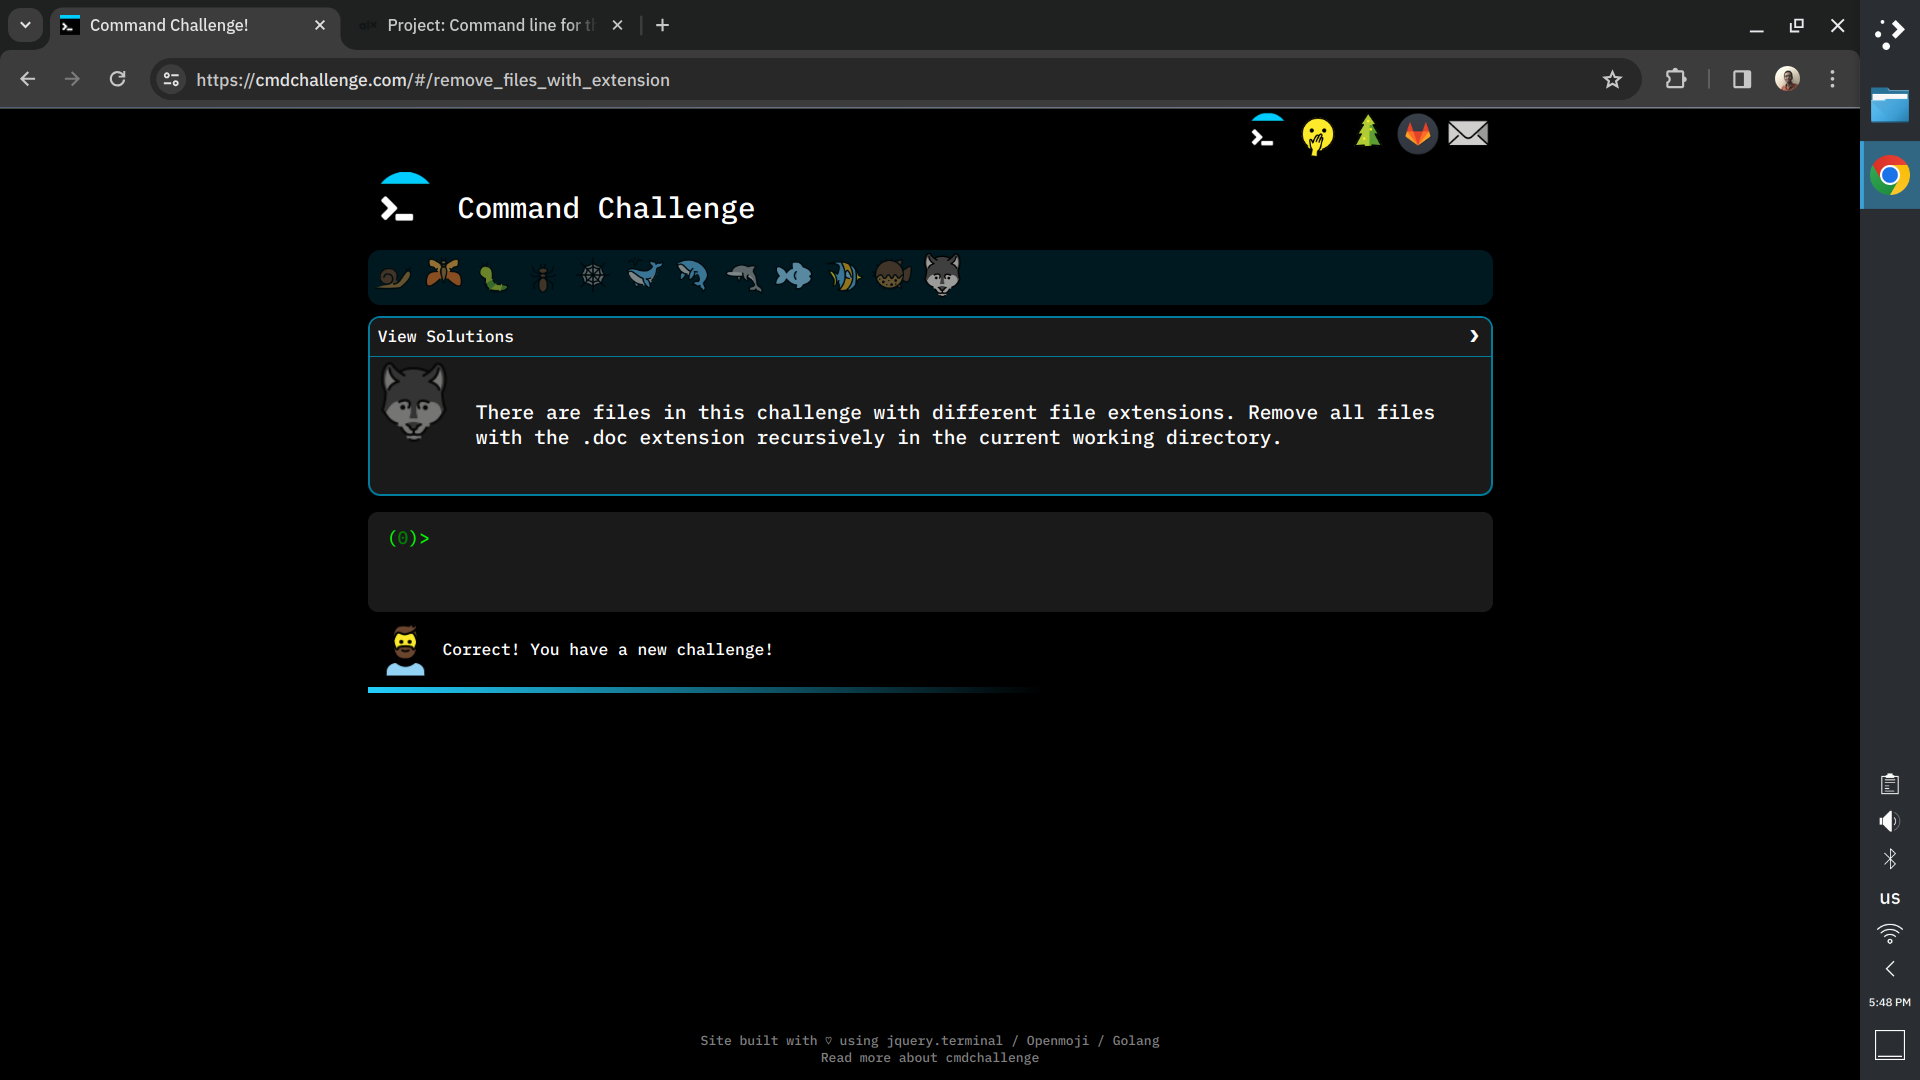 Command Challenge!
Project: Command line for th
https://cmdchallenge.com/#/remove_files_with_extension
Command Challenge
View Solutions
There are files in this challenge with different file extensions. Remove all files
with the .doc extension recursively in the current working directory.
(0)>
Correct! You have a new challenge!
us
5:48 PM
Site built with ♡ using jquery.terminal / Openmoji / Golang
Read more about cmdchallenge